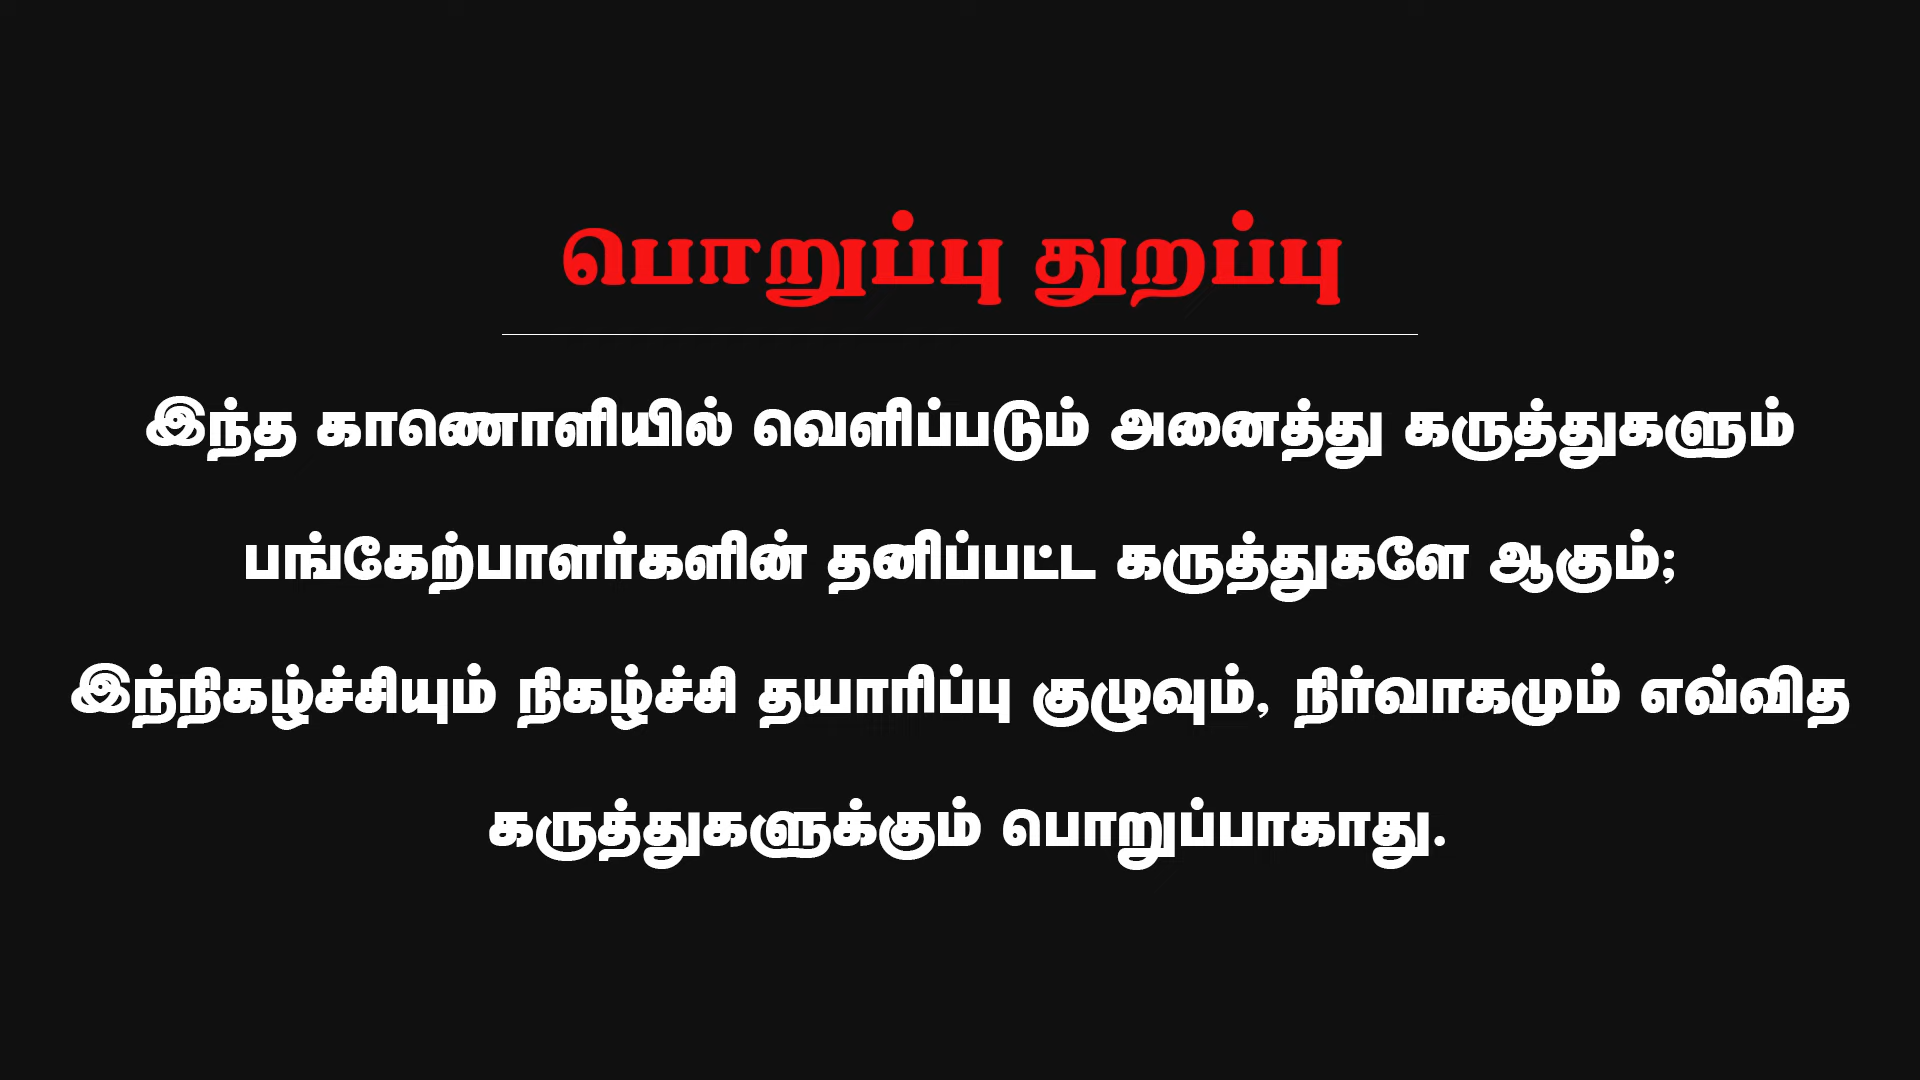 பொறுப்பு துறப்பு
இந்த காணொளியில் வெளிப்படும் அனைத்து கருத்துகளும்
பங்கேற்பாளர்களின் தனிப்பட்ட கருத்துகளே ஆகும்;
இந்நிகழ்ச்சியும் நிகழ்ச்சி தயாரிப்பு குழுவும், நிர்வாகமும் எவ்வித
கருத்துகளுக்கும் பொறுப்பாகாது.